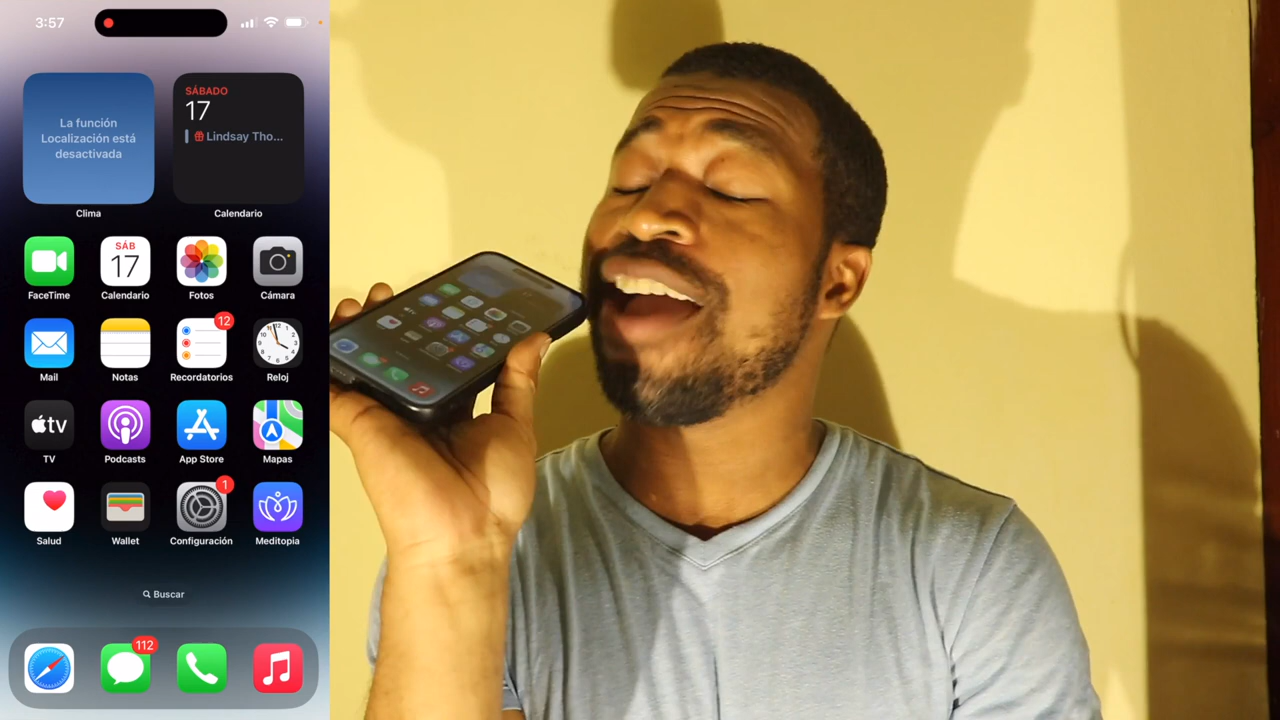 3:57
La función
Localización está
desactivada
Clima
SÁBADO
17
Lindsay Tho...
Calendario
FaceTime
SÁB
17
Calendario
Fotos
Cámara
Mail
Notas
12
Recordatorios
Reloj
tv
TV
Podcasts
App Store
Mapas
Salud
Wallet
1
Configuración
Meditopia
Buscar
112